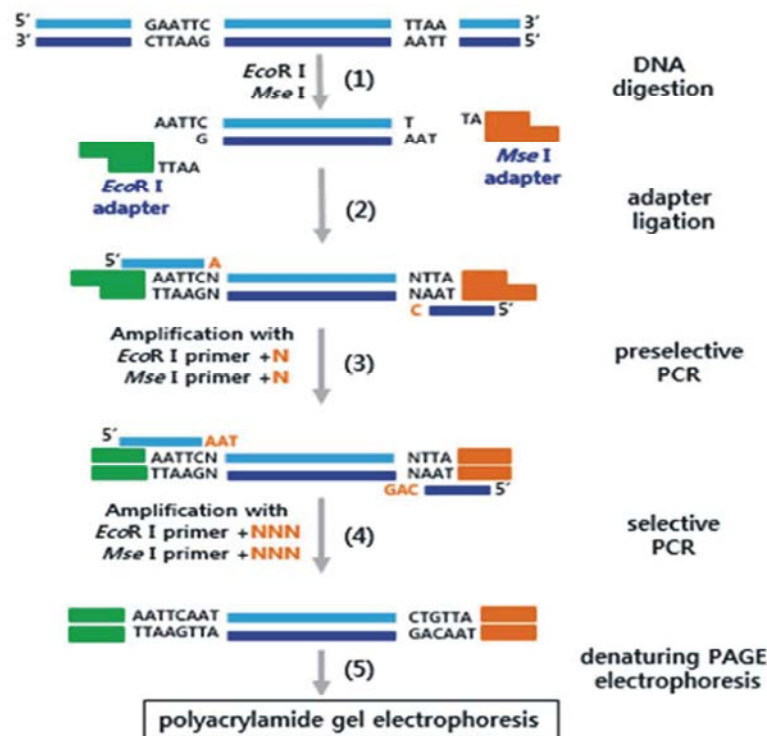 5´ GAATTC TTAA 3´
3´ CTTAAG AATT 5´
EcoR I
Mse I
(1)
DNA
digestion
AATTC T TA
G AAT
TTAA
EcoR I
adapter
Mse I
adapter
(2)
adapter
ligation
5´ A
AATTCN NTTA
TTAAGN NAAT
C 5´
Amplification with
EcoR I primer +N
Mse I primer +N
(3)
preselective
PCR
5´ AAT
AATTCN NTTA
TTAAGN NAAT
GAC 5´
Amplification with
EcoR I primer +NNN
Mse I primer +NNN
(4)
selective
PCR
AATTCAAT CTGTTA
TTAAGTTA GACAAT
(5)
denaturing PAGE
electrophoresis
polyacrylamide gel electrophoresis